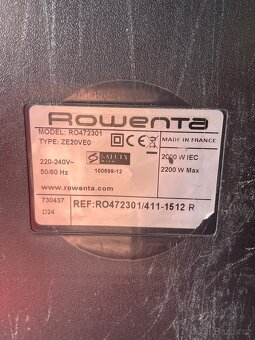 Rowenta
MODEL: RO472301
TYPE: ZE20VE0
CE
MADE IN FRANCE
220-240V~
50/60 Hz
SAFETY
100699-12
2000 W IEC
2200 W Max
www.rowenta.com
730437
D24
REF:RO472301/411-1512 R